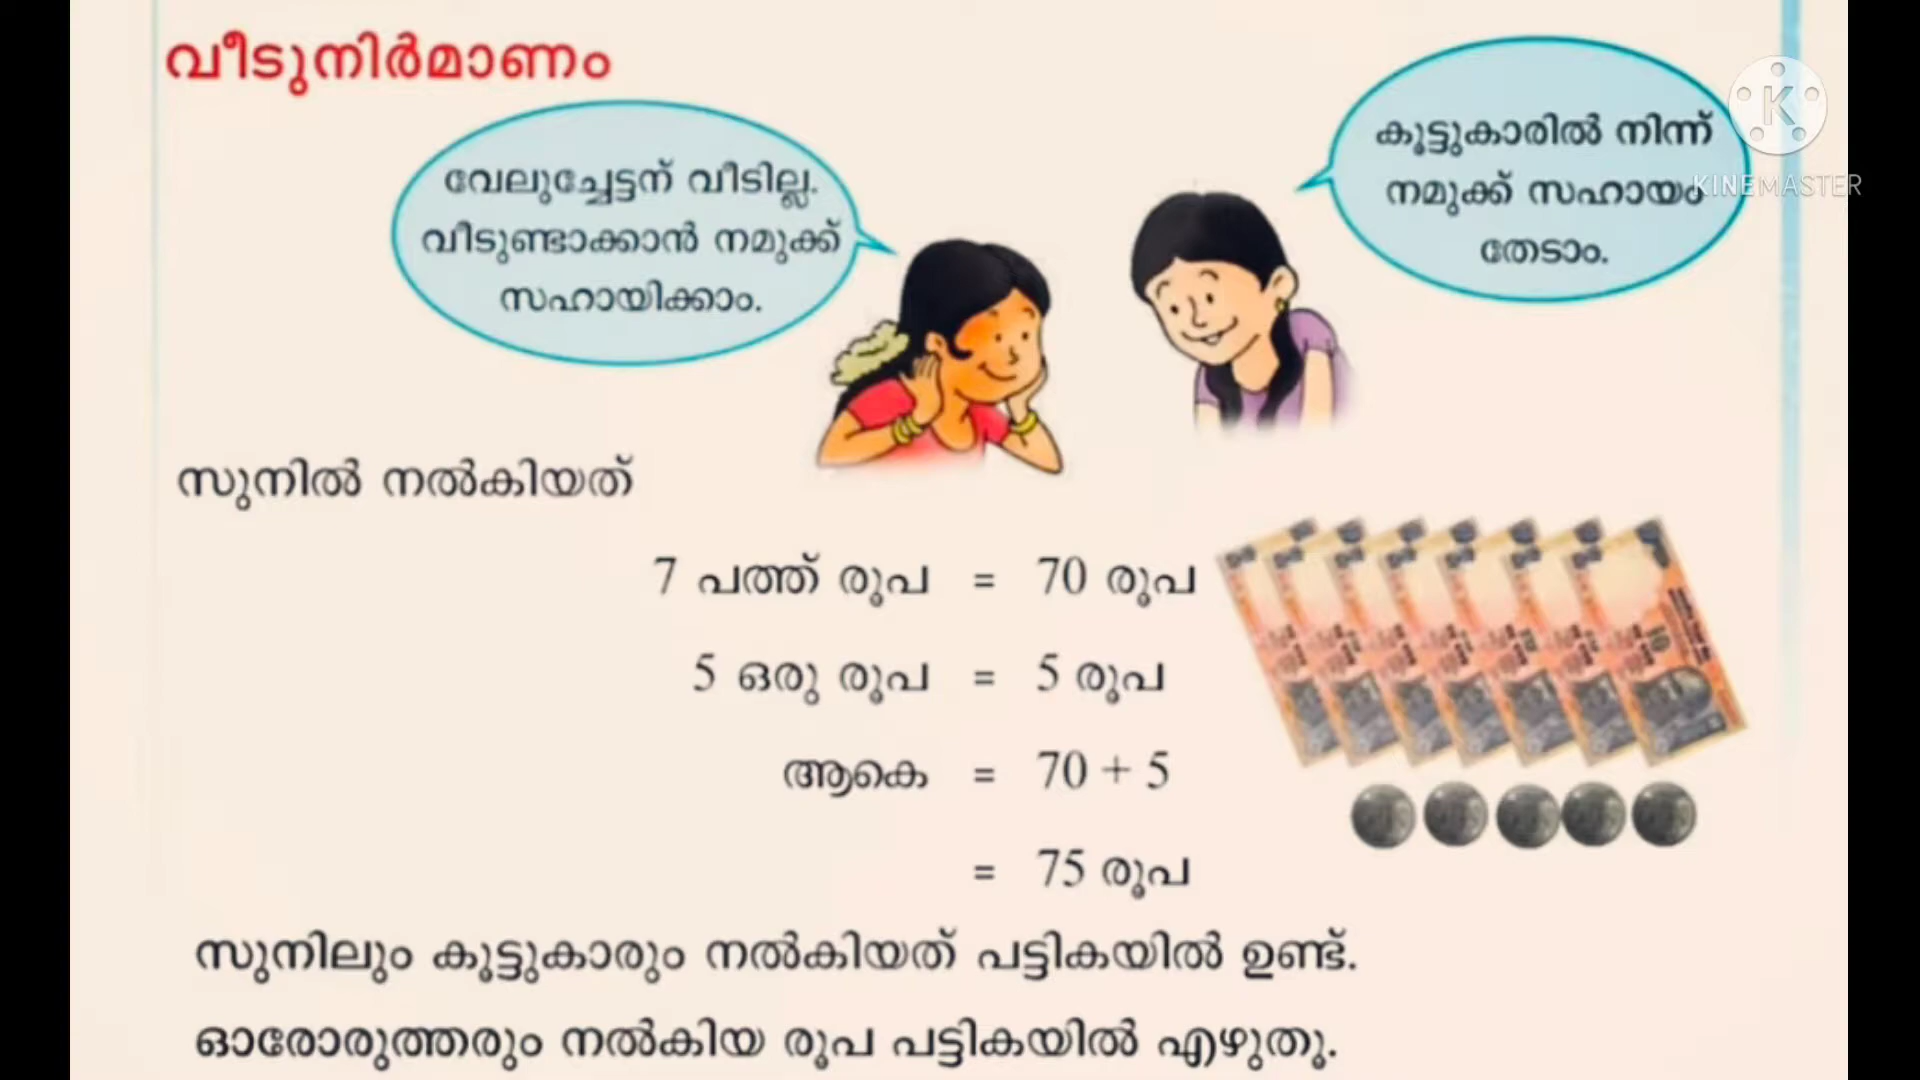 വീടുനിർമാണം
വേലുച്ചേട്ടന് വീടില്ല.
വീടുണ്ടാക്കാൻ നമുക്ക്
സഹായിക്കാം.
കൂട്ടുകാരിൽ നിന്ന്
നമുക്ക് സഹായം
തേടാം.
KINEMASTER
സുനിൽ നൽകിയത്
7 പത്ത് രൂപ = 70 രൂപ
5 ഒരു രൂപ = 5 രൂപ
ആകെ = 70 + 5
= 75 രൂപ
സുനിലും കൂട്ടുകാരും നൽകിയത് പട്ടികയിൽ ഉണ്ട്.
ഓരോരുത്തരും നൽകിയ രൂപ പട്ടികയിൽ എഴുതൂ.